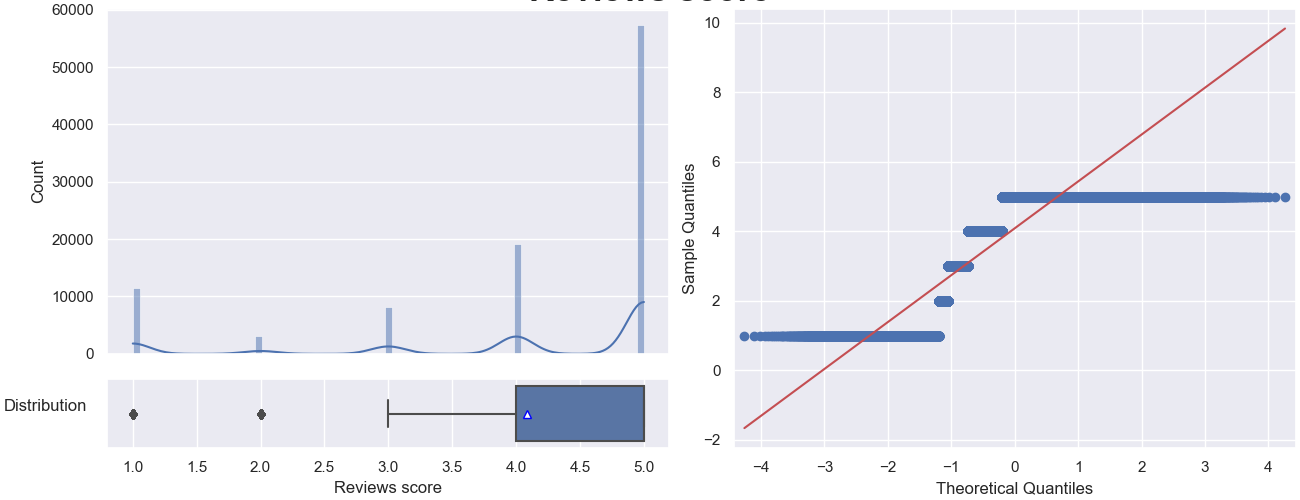 Reviews score
60000
50000
40000
30000
20000
10000
0
Count
Distribution
1.0 1.5 2.0 2.5 3.0 3.5 4.0 4.5 5.0
Reviews score
10
8
6
4
2
0
−2
Sample Quantiles
−4 −3 −2 −1 0 1 2 3 4
Theoretical Quantiles